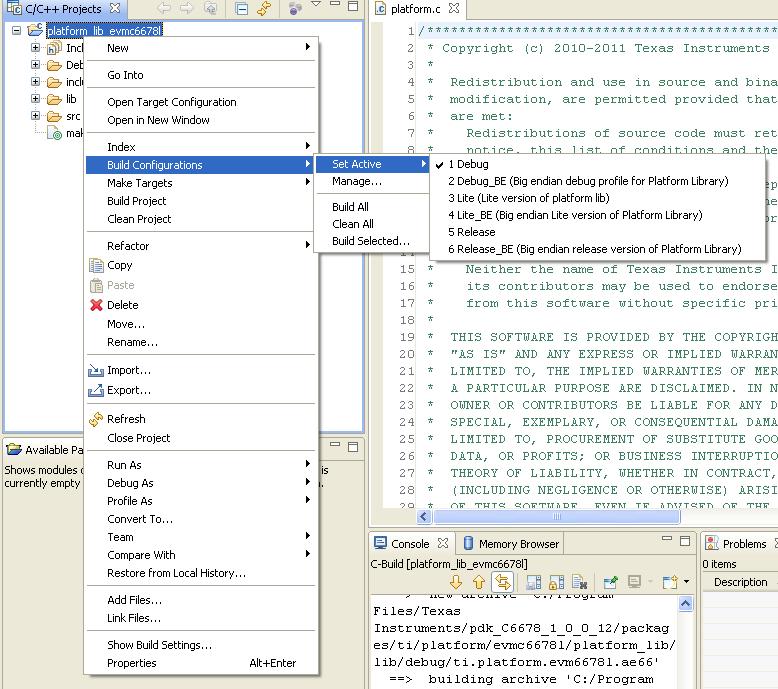 C/C++ Projects
platform_lib_evmc6678l
Incl
Deb
inclu
lib
src
mak
New
Go Into
Open Target Configuration
Open in New Window
Index
Build Configurations
Make Targets
Build Project
Clean Project
Refactor
Copy
Paste
Delete
Move...
Rename...
Import...
Export...
Refresh
Close Project
Run As
Debug As
Profile As
Convert To...
Team
Compare With
Restore from Local History...
Add Files...
Link Files...
Show Build Settings...
Properties Alt+Enter
Set Active
Manage...
Build All
Clean All
Build Selected...
1 Debug
2 Debug_BE (Big endian debug profile for Platform Library)
3 Lite (Lite version of platform lib)
4 Lite_BE (Big endian Lite version of Platform Library)
5 Release
6 Release_BE (Big endian release version of Platform Library)
Available Pa
Shows modules is
currently empty
platform.c
1 /******************************************
2 * Copyright (c) 2010-2011 Texas Instruments
3 *
4 * Redistribution and use in source and bina
5 * modification, are permitted provided that
6 * are met:
7 * Redistributions of source code must ret
8 * notice, this list of conditions and the
15 * Neither the name of Texas Instruments I
16 * its contributors may be used to endorse
17 * from this software without specific pri
18 *
19 * THIS SOFTWARE IS PROVIDED BY THE COPYRIGH
20 * "AS IS" AND ANY EXPRESS OR IMPLIED WARRAN
21 * LIMITED TO, THE IMPLIED WARRANTIES OF MER
22 * A PARTICULAR PURPOSE ARE DISCLAIMED. IN N
23 * OWNER OR CONTRIBUTORS BE LIABLE FOR ANY D
24 * SPECIAL, EXEMPLARY, OR CONSEQUENTIAL DAMA
25 * LIMITED TO, PROCUREMENT OF SUBSTITUTE GOO
26 * DATA, OR PROFITS; OR BUSINESS INTERRUPTIO
27 * THEORY OF LIABILITY, WHETHER IN CONTRACT,
28 * (INCLUDING NEGLIGENCE OR OTHERWISE) ARISI
29 * OF THIS SOFTWARE, EVEN IF ADVISED OF THE
Console
Memory Browser
C-Build [platform_lib_evmc6678l]
==> new archive 'C:/Program
Files/Texas
Instruments/pdk_C6678_1_0_0_12/packag
es/ti/platform/evmc6678l/platform_lib/
lib/debug/ti.platform.evm6678l.ae66'
==> building archive 'C:/Program
Problems
0 items
Description